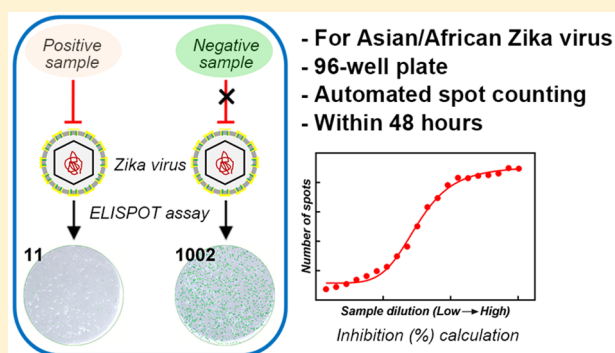 Positive
sample
Negative
sample
Zika virus
ELISPOT assay
11
1002
- For Asian/African Zika virus
- 96-well plate
- Automated spot counting
- Within 48 hours
Number of spots
Sample dilution (Low→High)
Inhibition (%) calculation